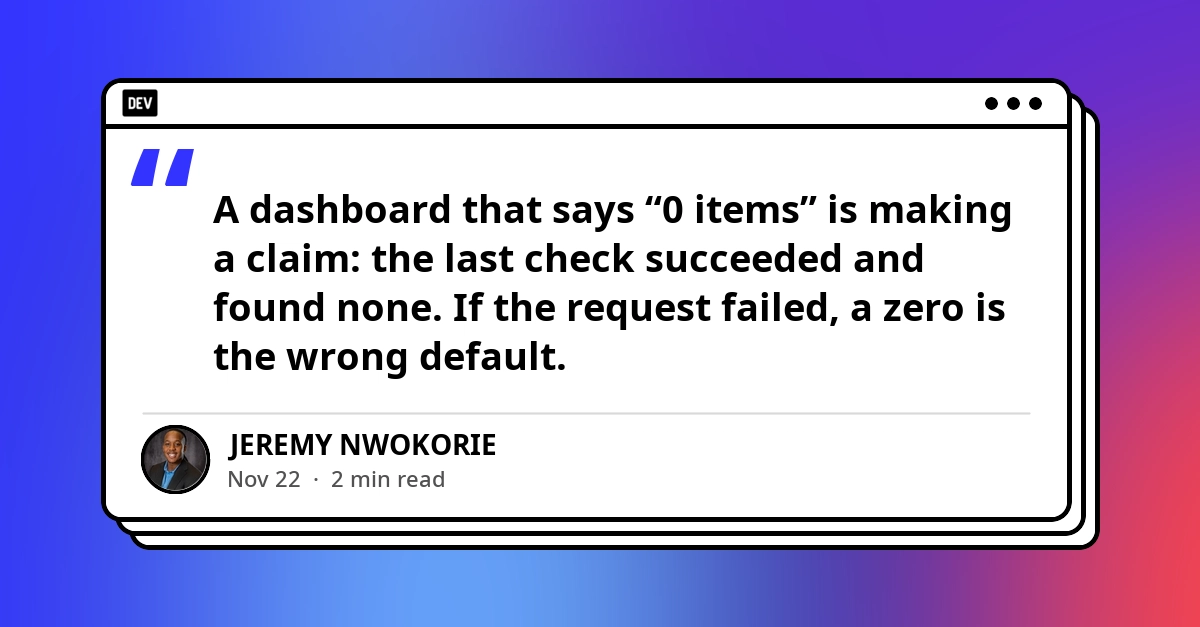 DEV
A dashboard that says “0 items” is making
a claim: the last check succeeded and
found none. If the request failed, a zero is
the wrong default.
JEREMY NWOKORIE
Nov 22 · 2 min read